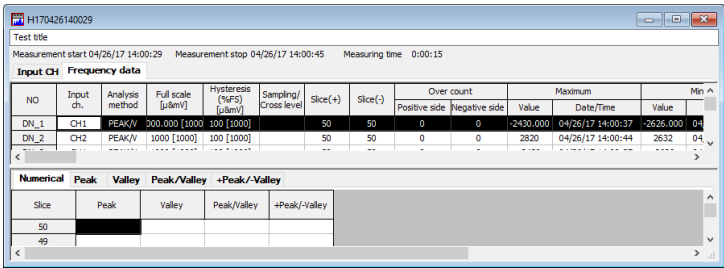 H170426140029
Test title
Measurement start 04/26/17 14:00:29 Measurement stop 04/26/17 14:00:45 Measuring time 0:00:15
Input CH Frequency data
NO Input ch. Analysis method Full scale [µ&mV] Hysteresis (%FS) [µ&mV] Sampling/ Cross level Slice(+) Slice(-) Over count Maximum Min
Positive side Negative side Value Date/Time Value
DN_1 CH1 PEAK/V 000.000 [1000 100 [1000] 50 50 0 0 -2430.000 04/26/17 14:00:37 -2626.000 04
DN_2 CH2 PEAK/V 1000 [1000] 100 [1000] 50 50 0 0 2820 04/26/17 14:00:44 2632 04
Numerical Peak Valley Peak/Valley +Peak/-Valley
Slice Peak Valley Peak/Valley +Peak/-Valley
50
49